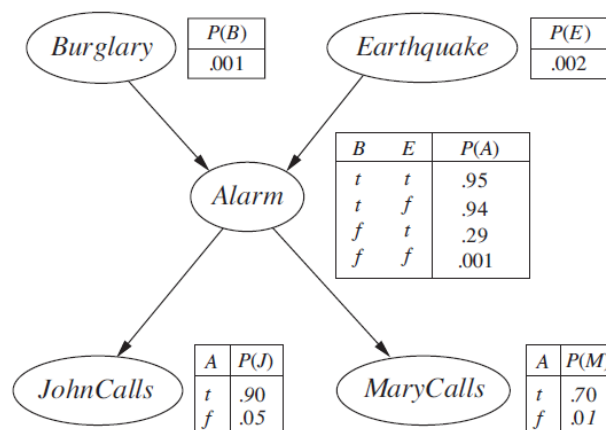 Burglary
P(B)
.001
Earthquake
P(E)
.002
Alarm
B E P(A)
t t .95
t f .94
f t .29
f f .001
JohnCalls
A P(J)
t .90
f .05
MaryCalls
A P(M)
t .70
f .01